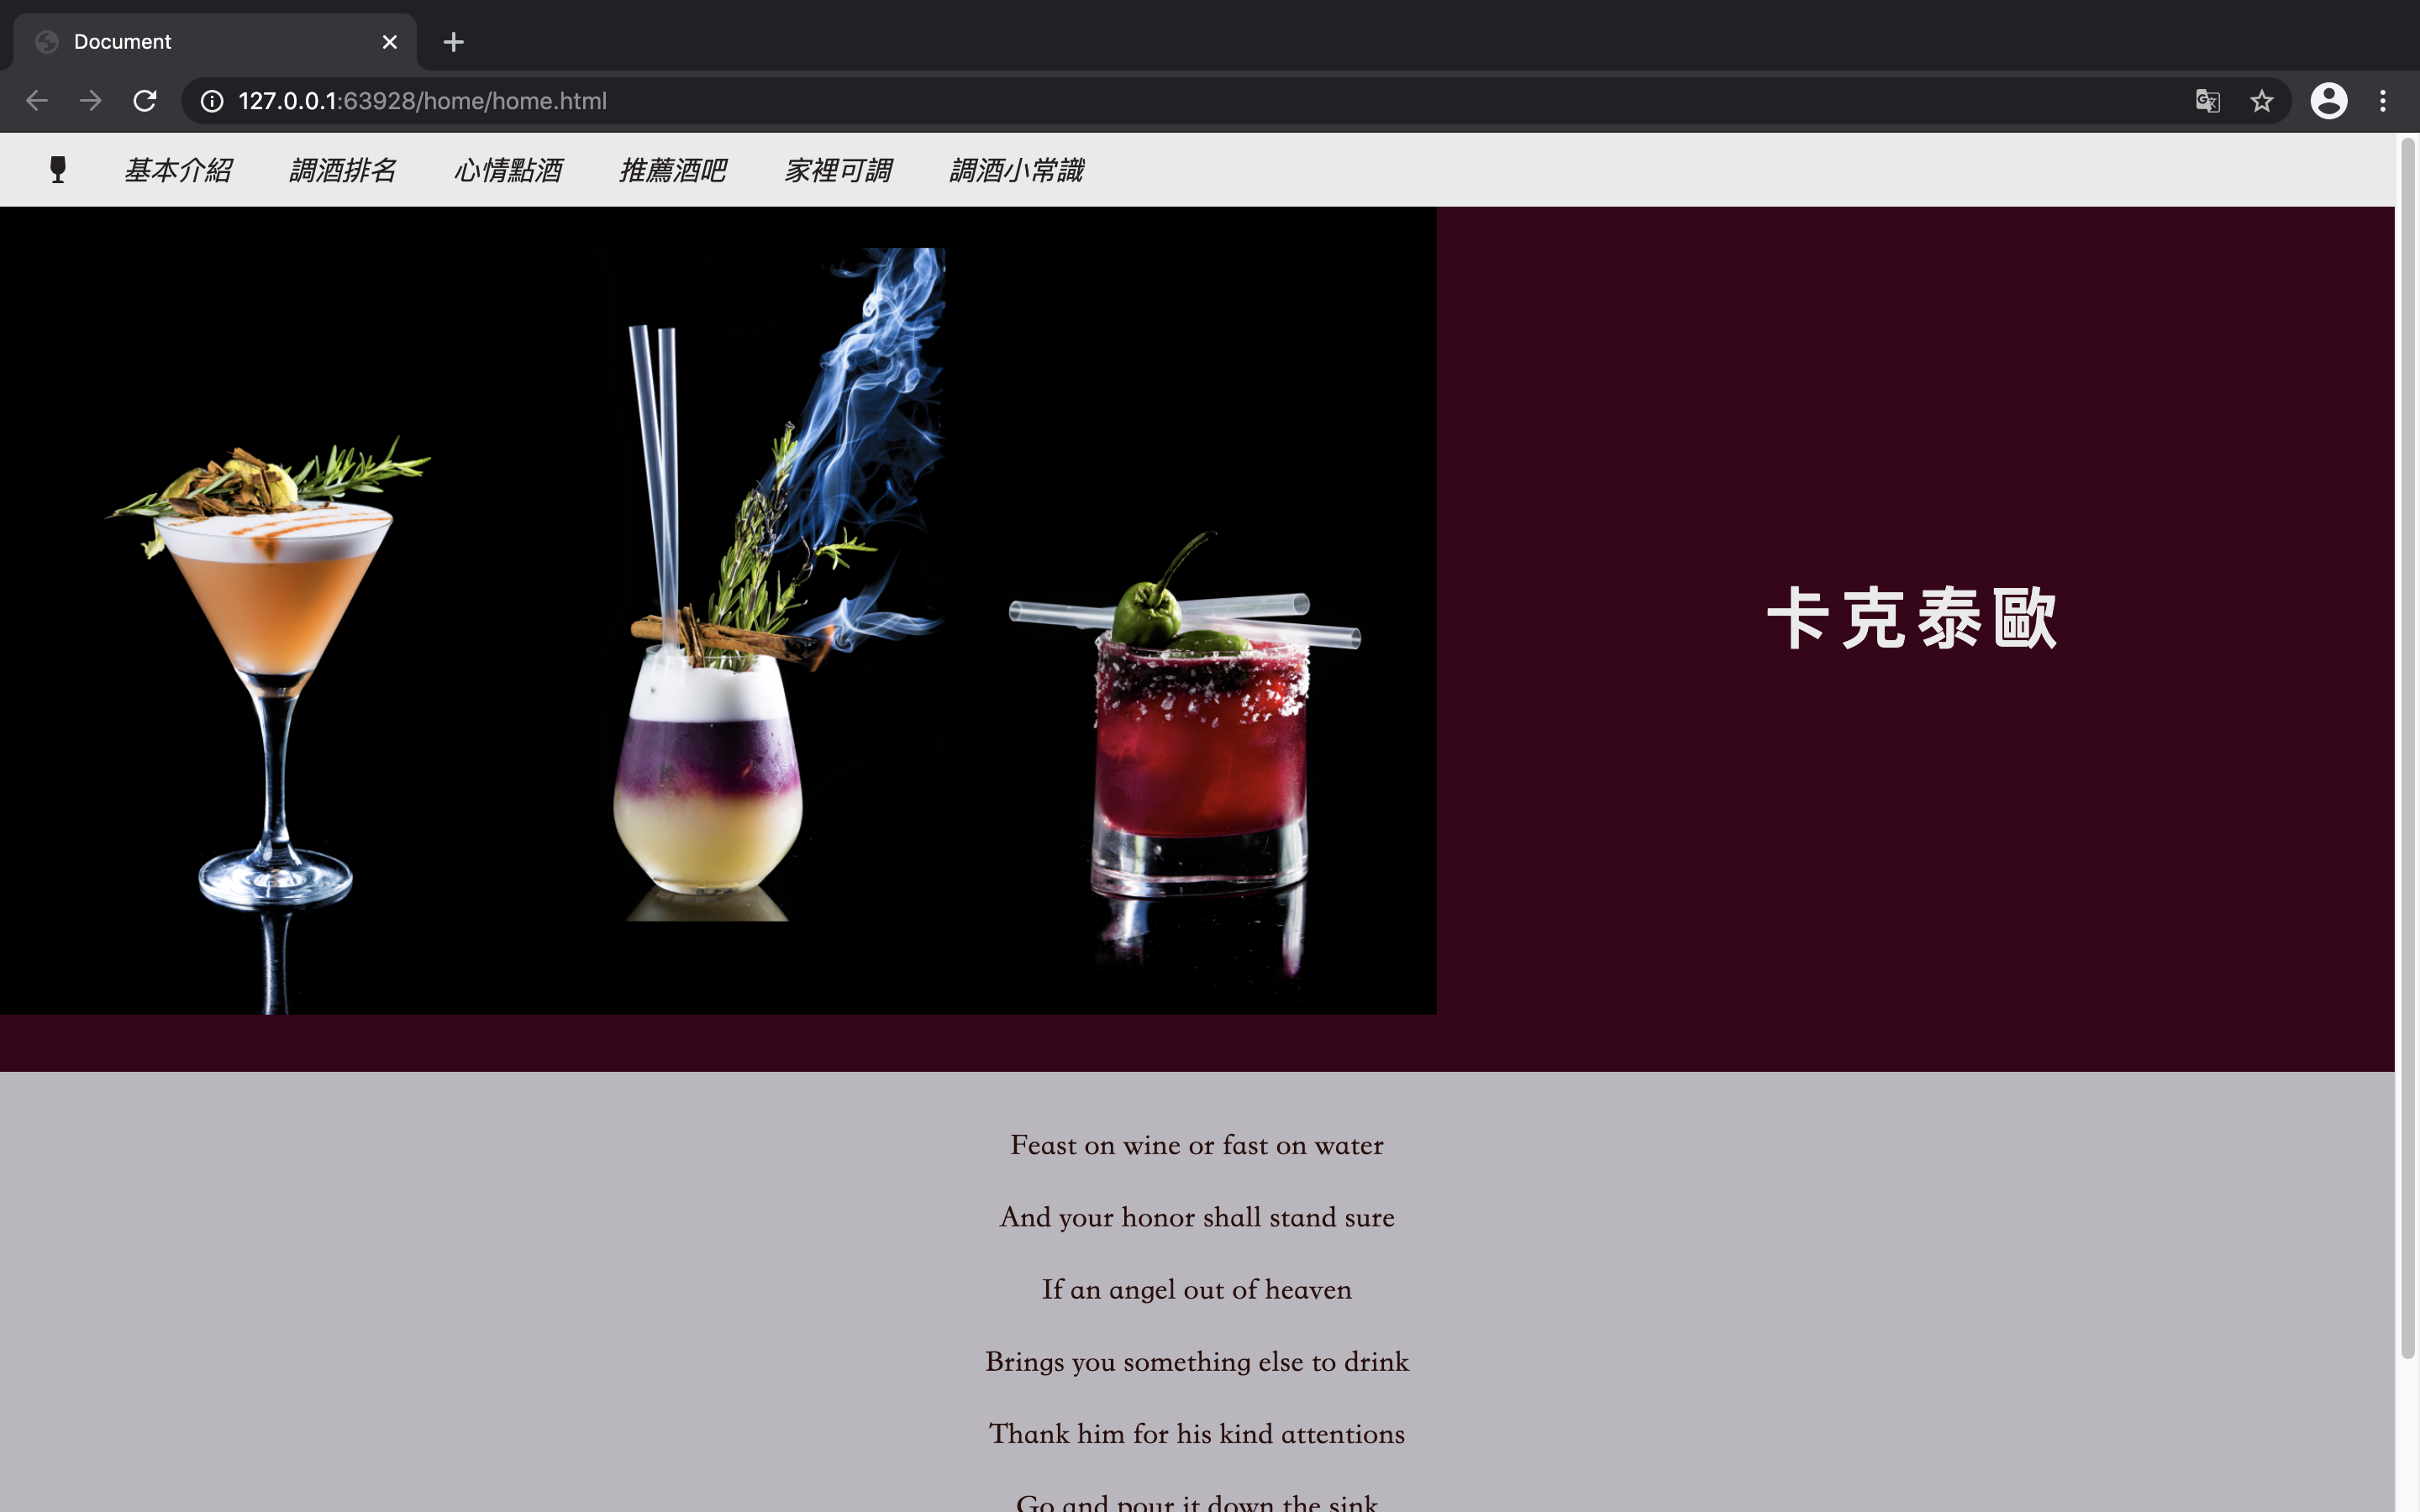 Document
127.0.0.1:63928/home/home.html
基本介紹 調酒排名 心情點酒 推薦酒吧 家裡可調 調酒小常識
卡克泰歐
Feast on wine or fast on water
And your honor shall stand sure
If an angel out of heaven
Brings you something else to drink
Thank him for his kind attentions
Go and pour it down the sink